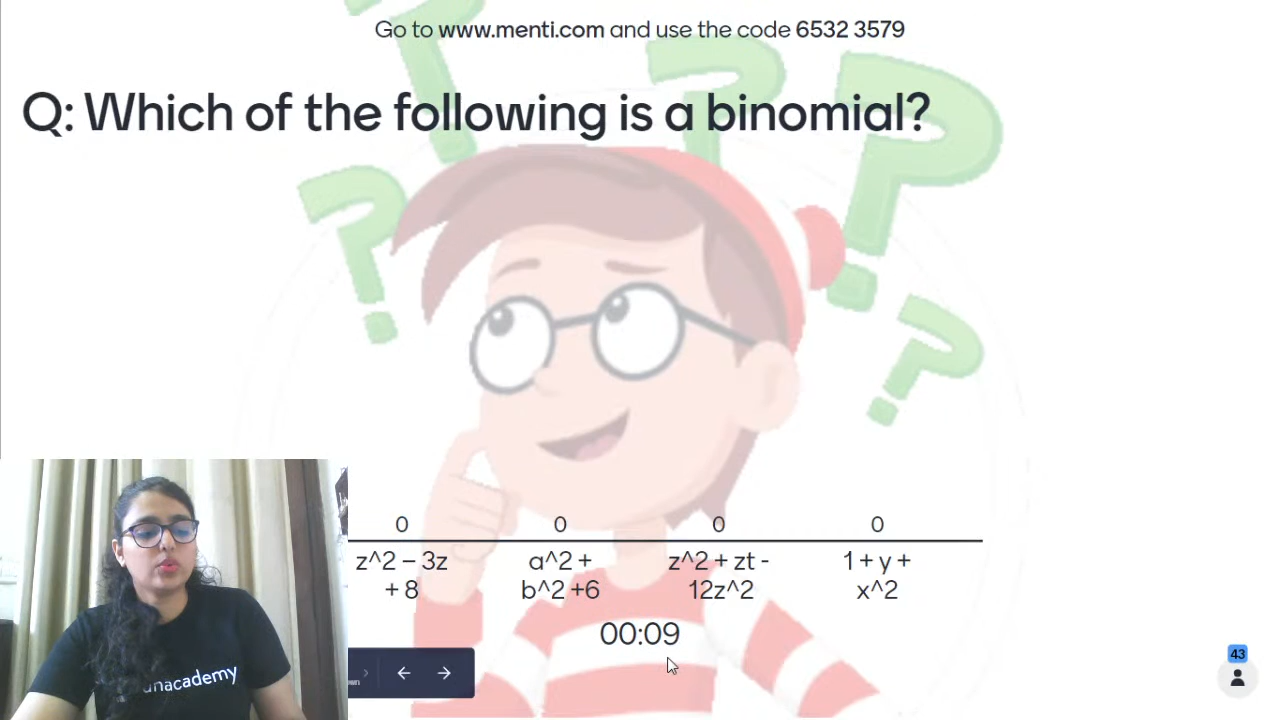 Go to www.menti.com and use the code 6532 3579
Q: Which of the following is a binomial?
0 0 0 0
z^2 – 3z a^2 + z^2 + zt - 1 + y +
+ 8 b^2 +6 12z^2 x^2
00:09
43
unacademy